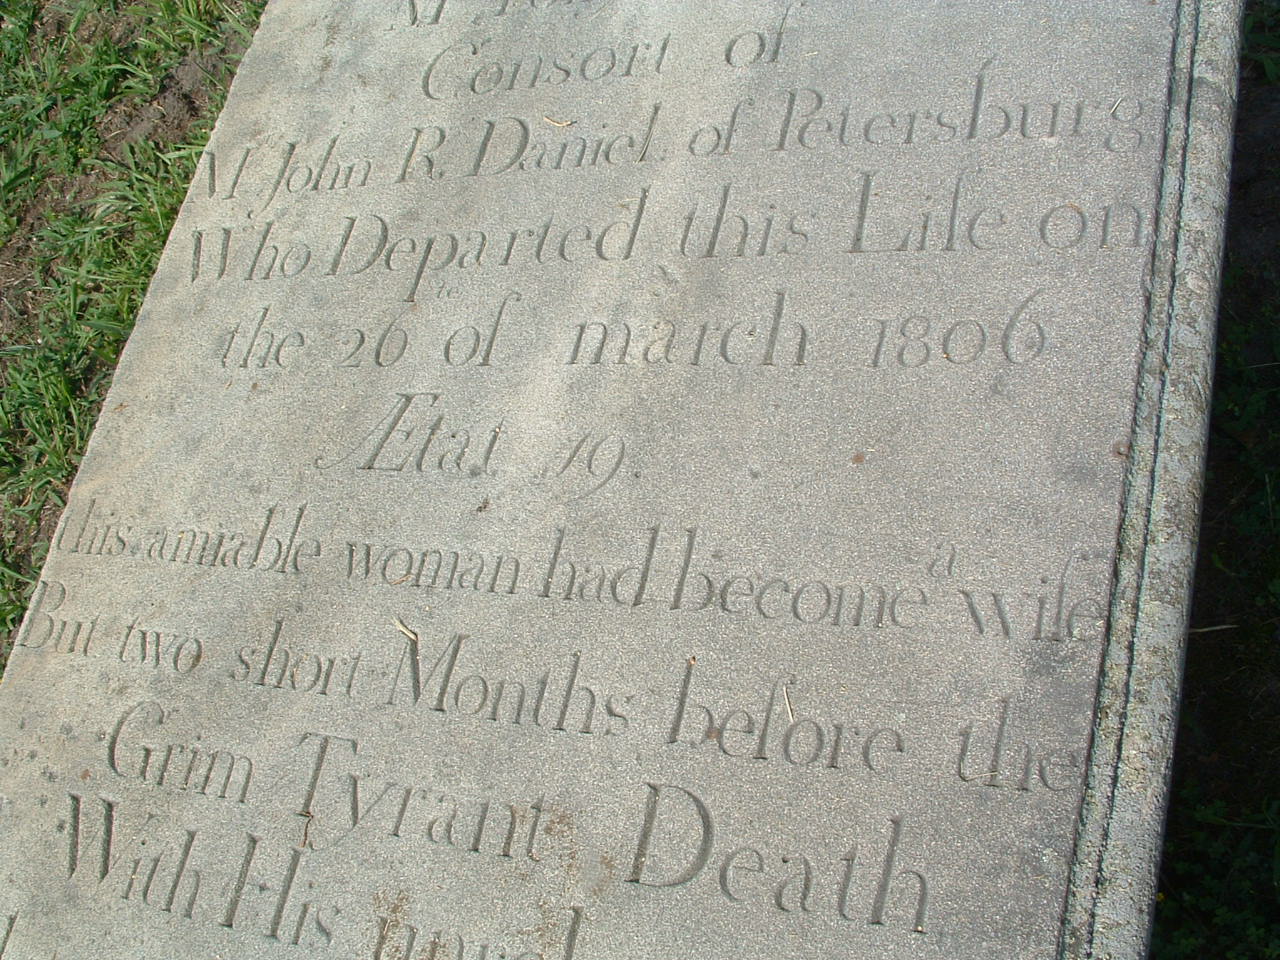 Consort of
Mr. John R. Daniel. of Petersburg
Who Departed this Life on
the 26 of march 1806
Ætat 19.
this amiable woman had become a wife
But two short Months before the
Grim Tyrant Death
With His